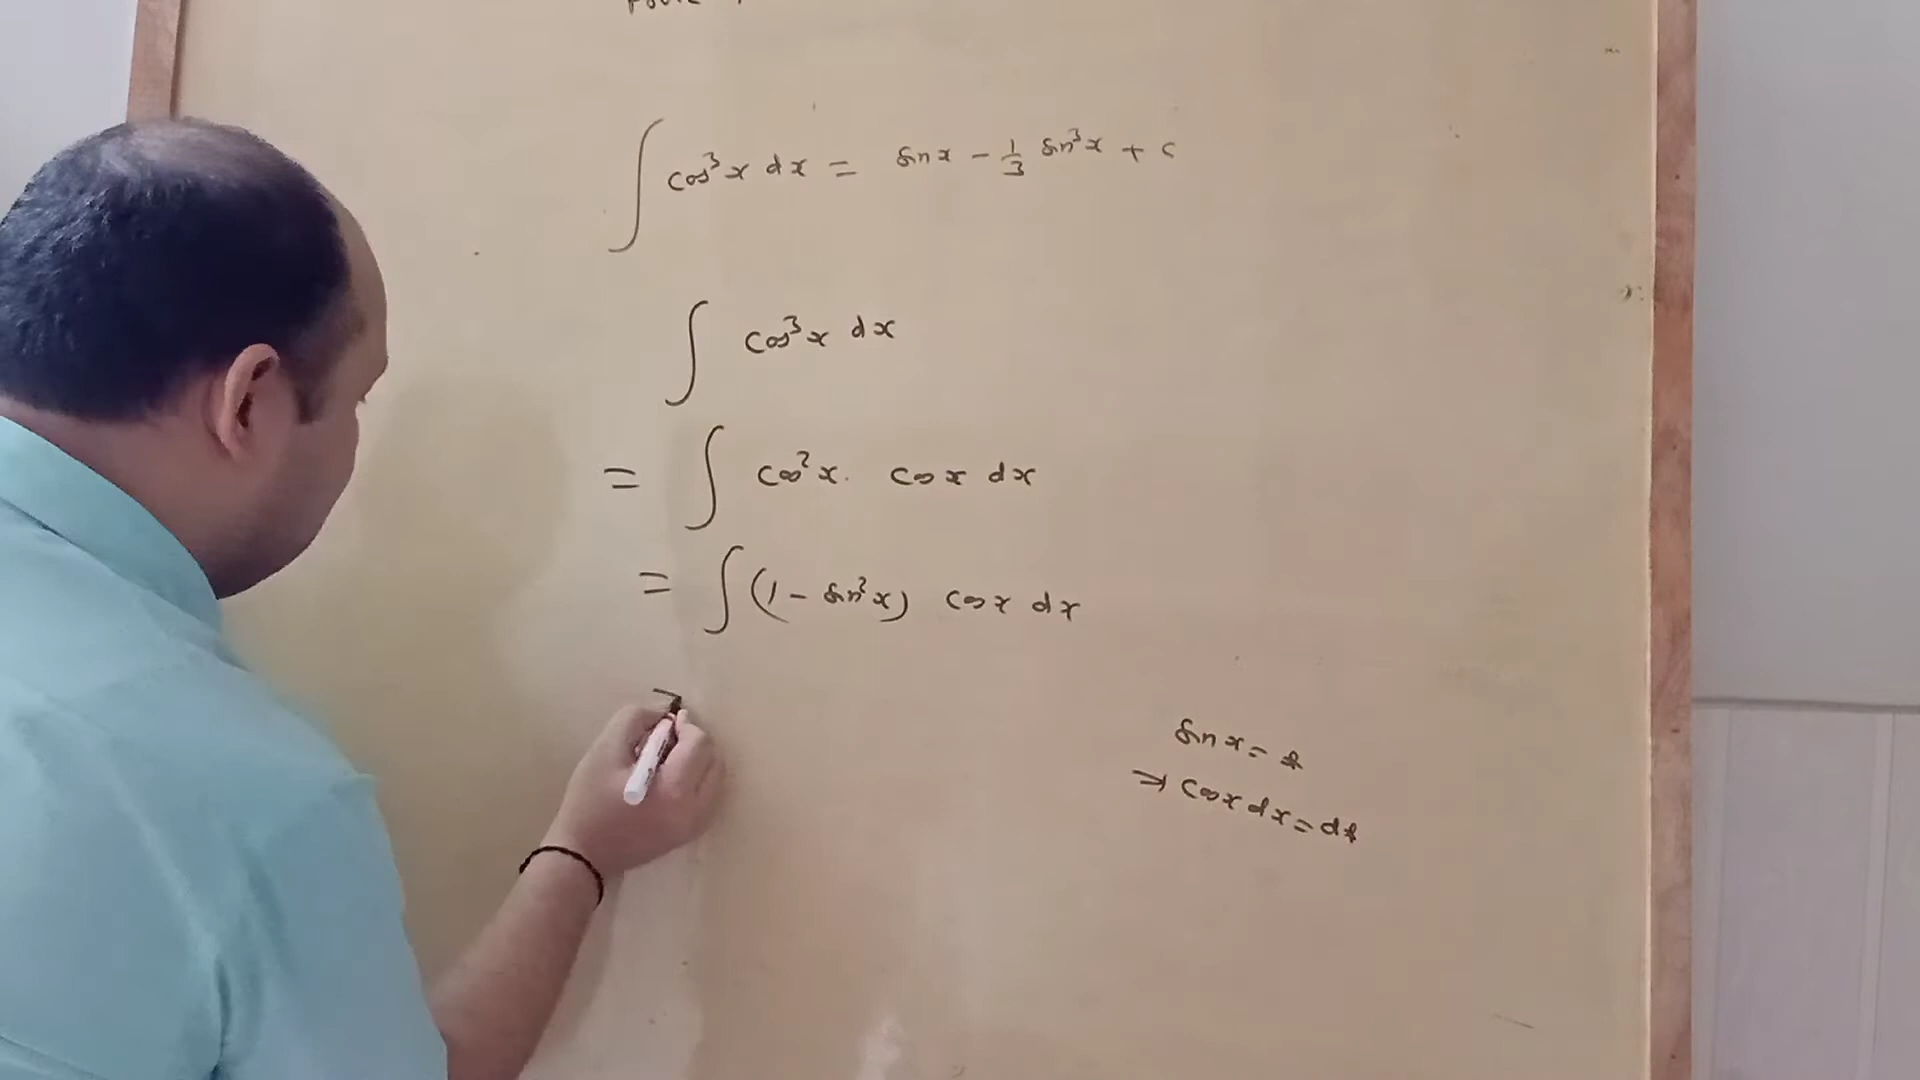 ∫ cos³x dx = sin x - 1/3 sin³x + c
∫ cos³x dx
= ∫ cos²x. cos x dx
= ∫ (1 - sin²x) cos x dx
sin x = t
⇒ cos x dx = dt